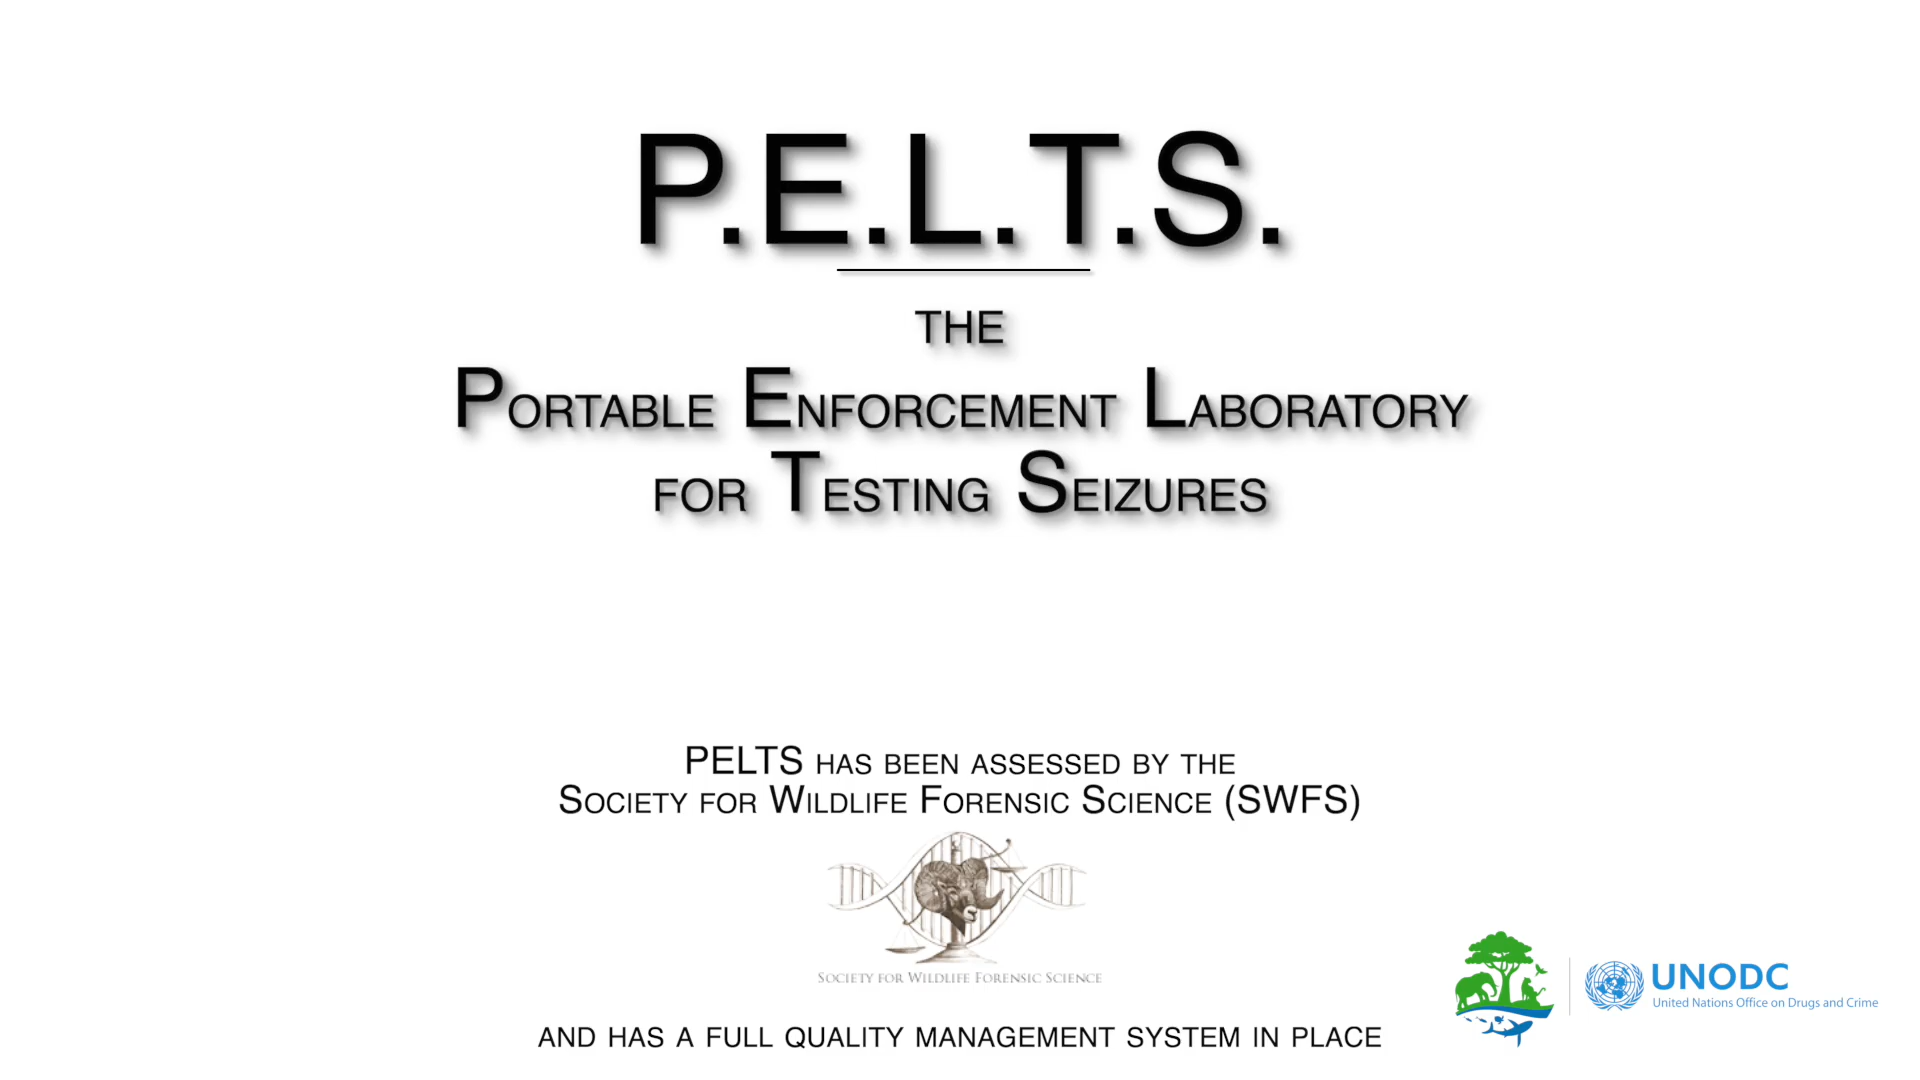 P.E.L.T.S.
THE
PORTABLE ENFORCEMENT LABORATORY
FOR TESTING SEIZURES
PELTS HAS BEEN ASSESSED BY THE
SOCIETY FOR WILDLIFE FORENSIC SCIENCE (SWFS)
SOCIETY FOR WILDLIFE FORENSIC SCIENCE
UNODC
United Nations Office on Drugs and Crime
AND HAS A FULL QUALITY MANAGEMENT SYSTEM IN PLACE